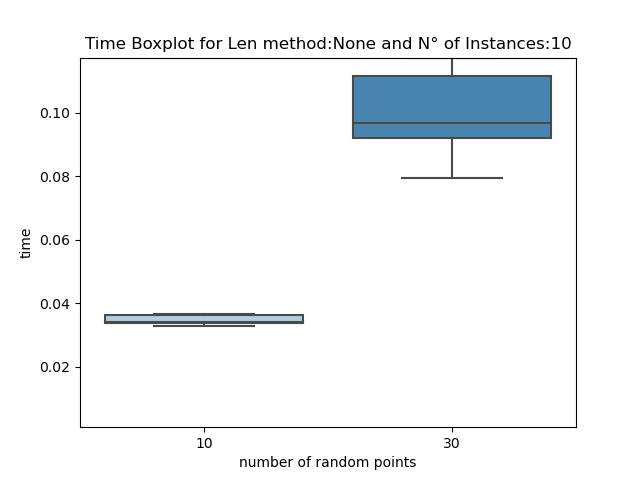 Time Boxplot for Len method:None and N° of Instances:10
0.10
0.08
0.06
0.04
0.02
time
10 30
number of random points